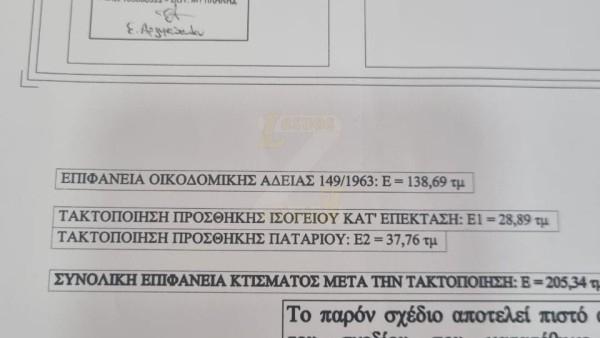 Ε. Αργυρίου
LESVOS
ΕΠΙΦΑΝΕΙΑ ΟΙΚΟΔΟΜΙΚΗΣ ΑΔΕΙΑΣ 149/1963: Ε = 138,69 τμ
ΤΑΚΤΟΠΟΙΗΣΗ ΠΡΟΣΘΗΚΗΣ ΙΣΟΓΕΙΟΥ ΚΑΤ' ΕΠΕΚΤΑΣΗ: Ε1 = 28,89 τμ
ΤΑΚΤΟΠΟΙΗΣΗ ΠΡΟΣΘΗΚΗΣ ΠΑΤΑΡΙΟΥ: Ε2 = 37,76 τμ
ΣΥΝΟΛΙΚΗ ΕΠΙΦΑΝΕΙΑ ΚΤΙΣΜΑΤΟΣ ΜΕΤΑ ΤΗΝ ΤΑΚΤΟΠΟΙΗΣΗ: Ε = 205,34 τμ
Το παρόν σχέδιο αποτελεί πιστό